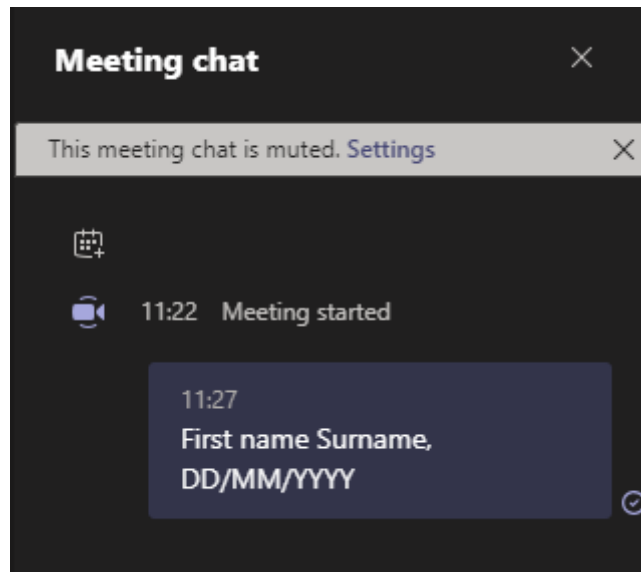 Meeting chat
This meeting chat is muted. Settings
11:22 Meeting started
11:27
First name Surname,
DD/MM/YYYY